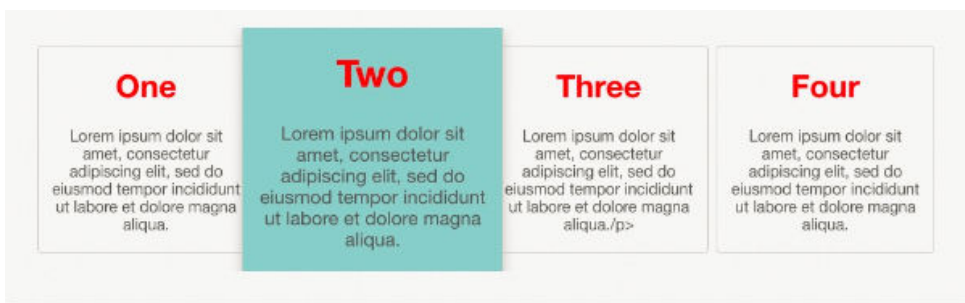 One
Lorem ipsum dolor sit
amet, consectetur
adipiscing elit, sed do
eiusmod tempor incididunt
ut labore et dolore magna
aliqua.
Two
Lorem ipsum dolor sit
amet, consectetur
adipiscing elit, sed do
eiusmod tempor incididunt
ut labore et dolore magna
aliqua.
Three
Lorem ipsum dolor sit
amet, consectetur
adipiscing elit, sed do
eiusmod tempor incididunt
ut labore et dolore magna
aliqua./p>
Four
Lorem ipsum dolor sit
amet, consectetur
adipiscing elit, sed do
eiusmod tempor incididunt
ut labore et dolore magna
aliqua.